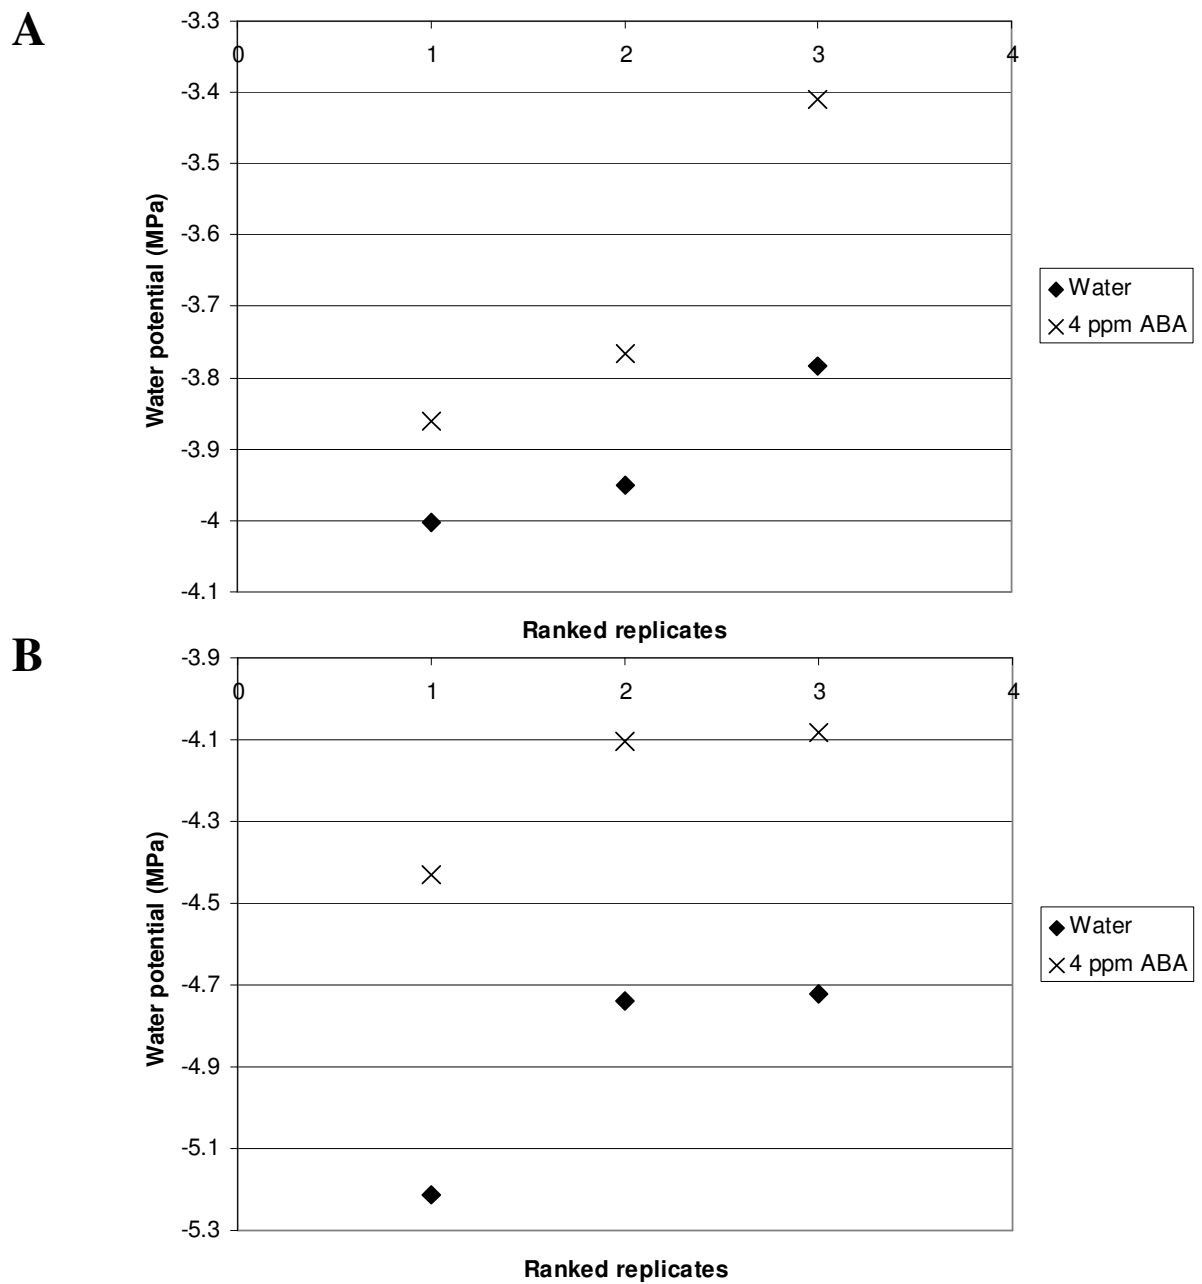 A
-3.3
0 1 2 3 4
-3.4
-3.5
-3.6
-3.7
-3.8
-3.9
-4
-4.1
Water potential (MPa)
Water
4 ppm ABA
Ranked replicates
B
-3.9
0 1 2 3 4
-4.1
-4.3
-4.5
-4.7
-4.9
-5.1
-5.3
Water potential (MPa)
Water
4 ppm ABA
Ranked replicates